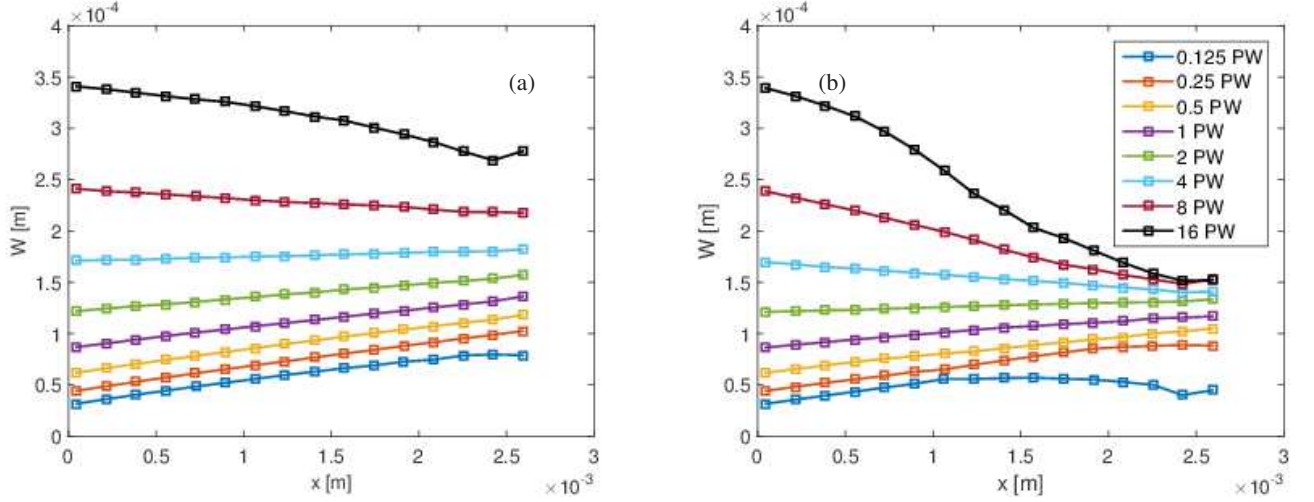 × 10⁻⁴
4
3.5
3
2.5
2
1.5
1
0.5
0
W [m]
(a)
0 0.5 1 1.5 2 2.5 3
x [m]
× 10⁻³
× 10⁻⁴
4
3.5
3
2.5
2
1.5
1
0.5
0
W [m]
(b)
0.125 PW
0.25 PW
0.5 PW
1 PW
2 PW
4 PW
8 PW
16 PW
0 0.5 1 1.5 2 2.5 3
x [m]
× 10⁻³